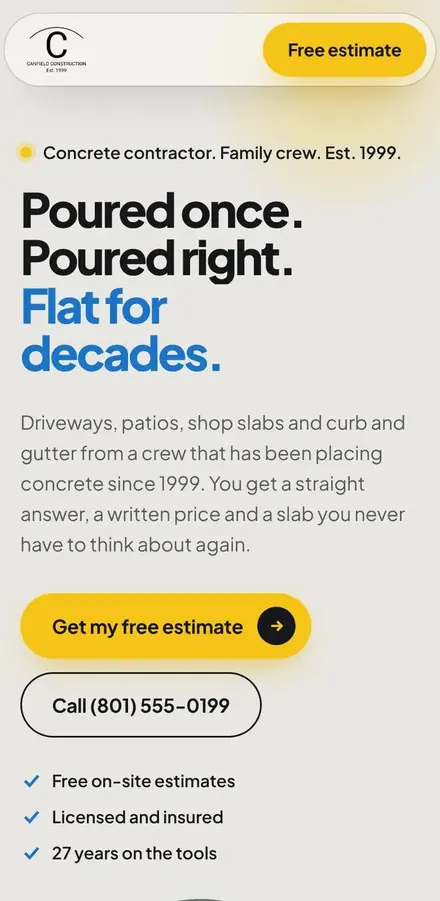 C
CANFIELD CONSTRUCTION
Est. 1999
Free estimate
Concrete contractor. Family crew. Est. 1999.
Poured once.
Poured right.
Flat for
decades.
Driveways, patios, shop slabs and curb and
gutter from a crew that has been placing
concrete since 1999. You get a straight
answer, a written price and a slab you never
have to think about again.
Get my free estimate
Call (801) 555-0199
Free on-site estimates
Licensed and insured
27 years on the tools